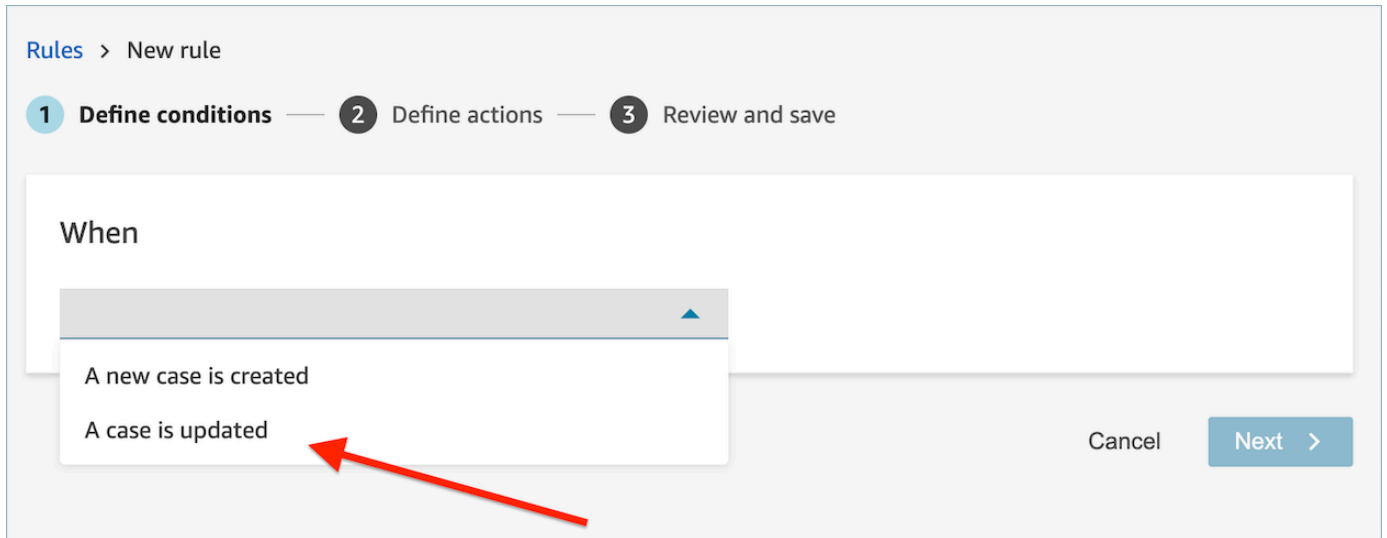 Rules > New rule
1 Define conditions 2 Define actions 3 Review and save
When
A new case is created
A case is updated
Cancel Next >